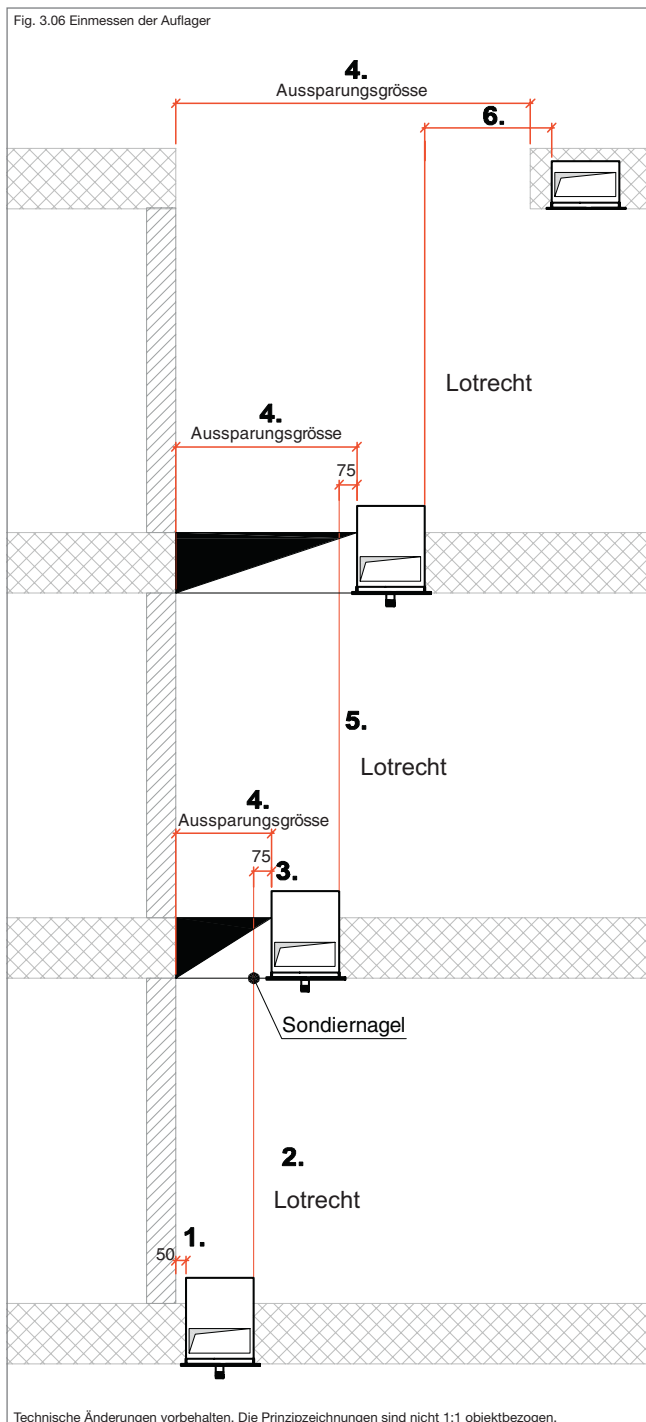 Fig. 3.06 Einmessen der Auflager
4.
Aussparungsgrösse
6.
Lotrecht
4.
Aussparungsgrösse
75
5.
Lotrecht
4.
Aussparungsgrösse
75
3.
Sondiernagel
2.
Lotrecht
1.
50
Technische Änderungen vorbehalten. Die Prinzipzeichnungen sind nicht 1:1 objektbezogen.